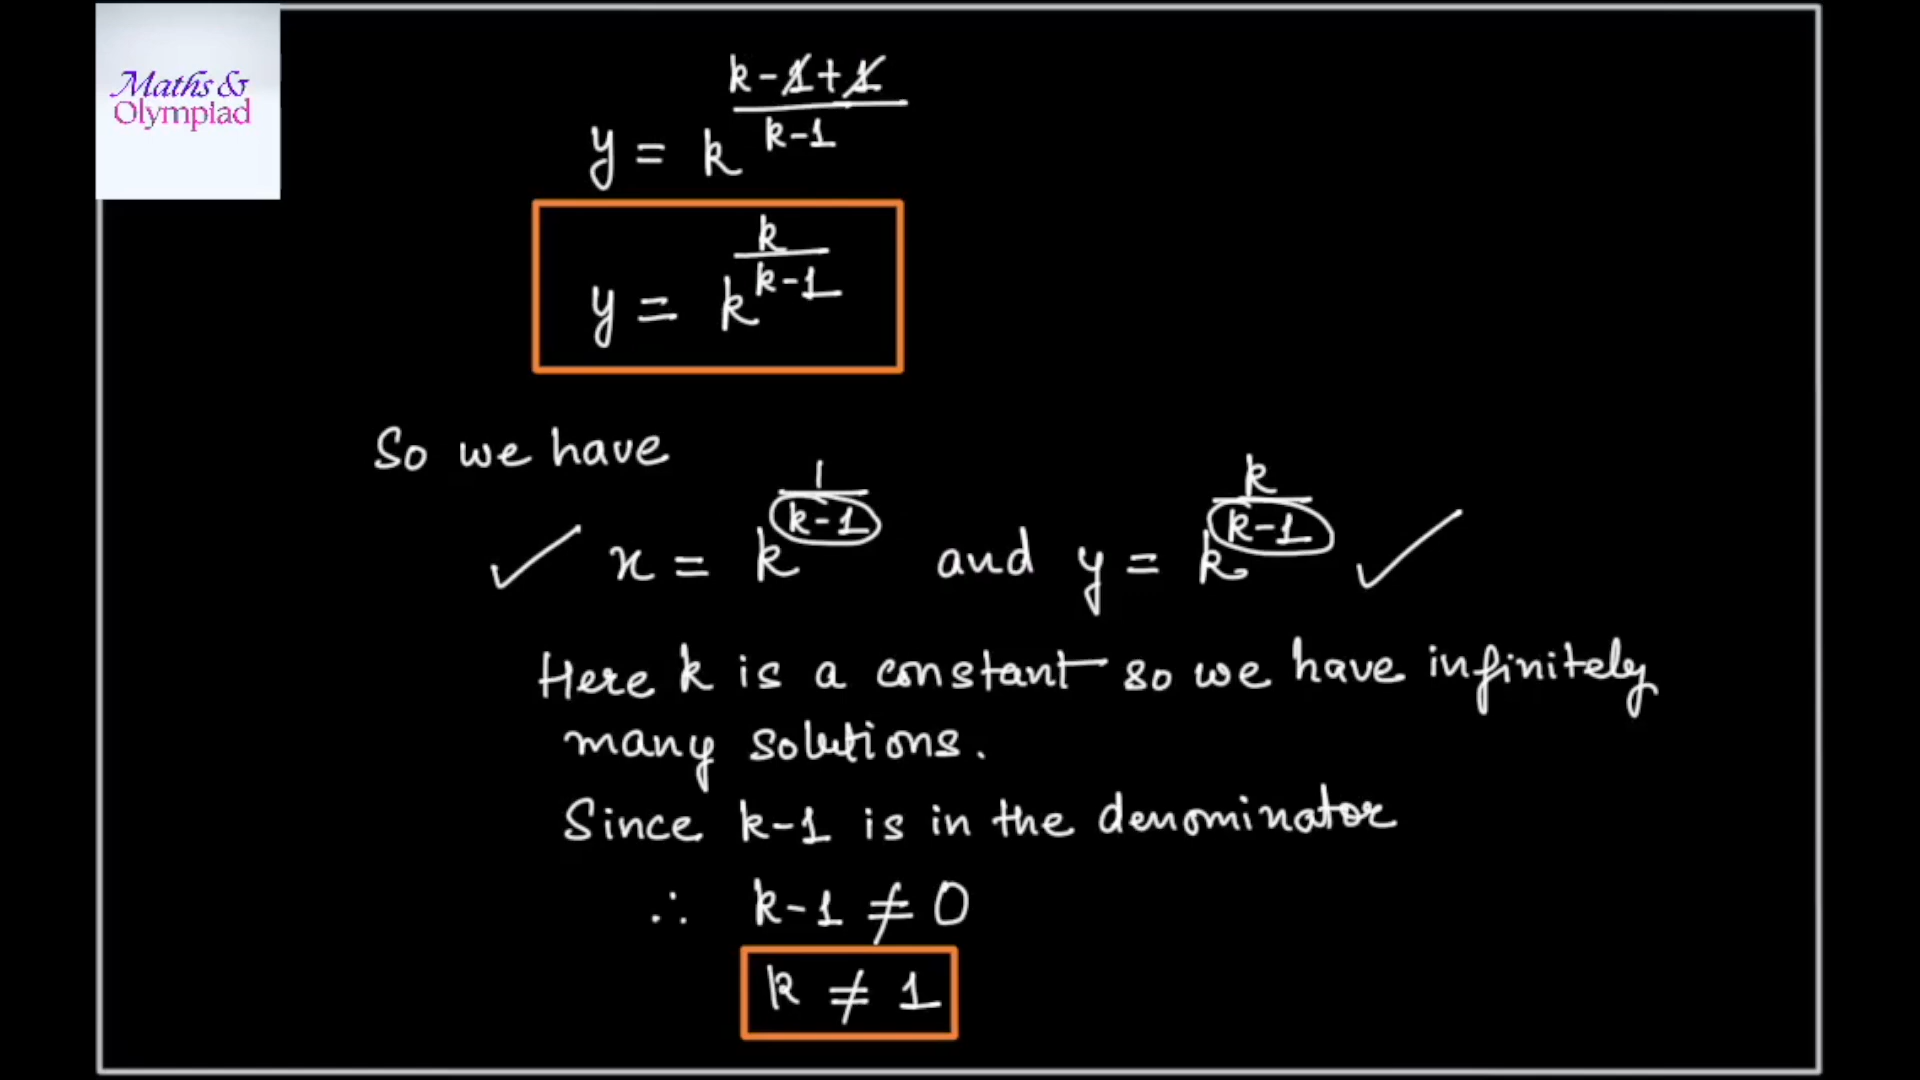 Maths &
Olympiad
y = k^((k-1+1)/(k-1))
y = k^(k/(k-1))
So we have
✓ x = k^(1/(k-1)) and y = k^(k/(k-1)) ✓
Here k is a constant so we have infinitely
many solutions.
Since k-1 is in the denominator
∴ k-1 ≠ 0
k ≠ 1